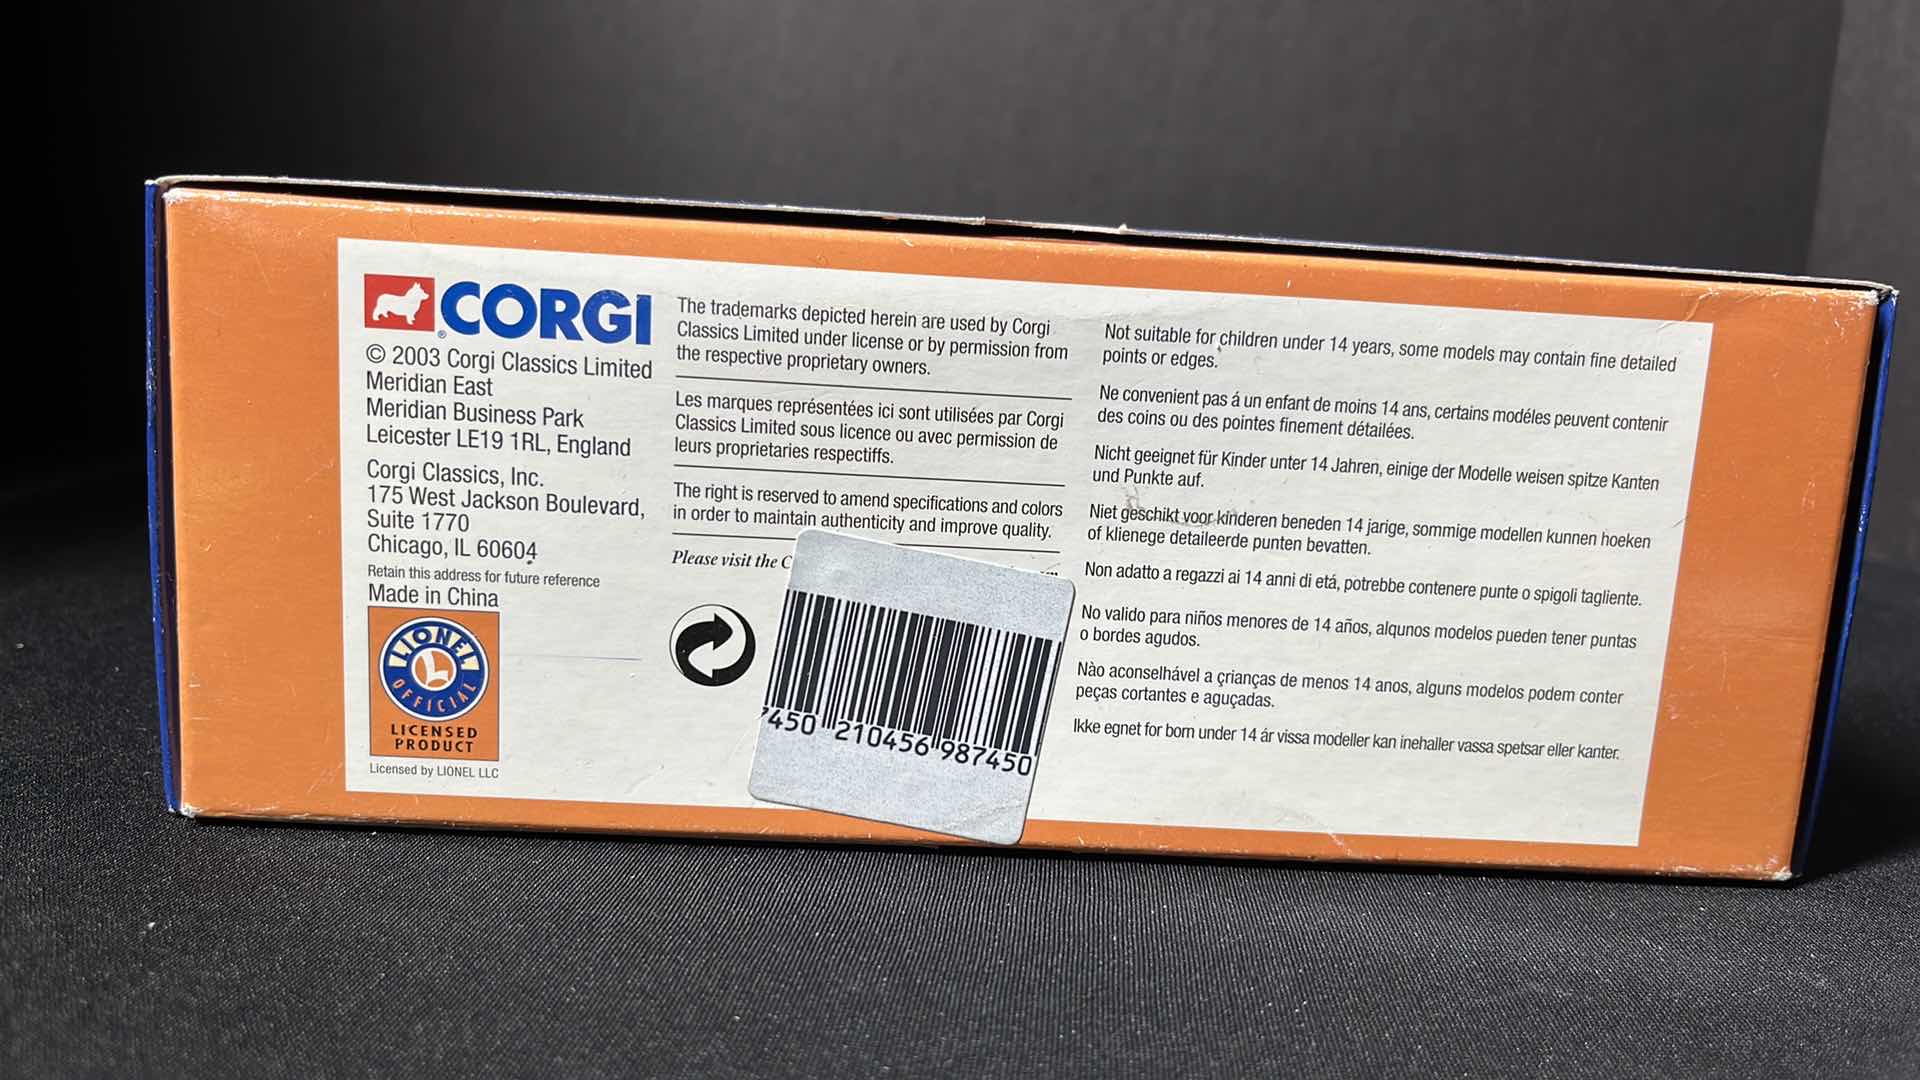 CORGI
®
© 2003 Corgi Classics Limited
Meridian East
Meridian Business Park
Leicester LE19 1RL, England
Corgi Classics, Inc.
175 West Jackson Boulevard,
Suite 1770
Chicago, IL 60604
Retain this address for future reference
Made in China
LIONEL
L
OFFICIAL
LICENSED
PRODUCT
Licensed by LIONEL LLC
The trademarks depicted herein are used by Corgi
Classics Limited under license or by permission from
the respective proprietary owners.
Les marques représentées ici sont utilisées par Corgi
Classics Limited sous licence ou avec permission de
leurs proprietaries respectiffs.
The right is reserved to amend specifications and colors
in order to maintain authenticity and improve quality.
Please visit the
7450 210456 987450
Not suitable for children under 14 years, some models may contain fine detailed
points or edges.
Ne convenient pas á un enfant de moins 14 ans, certains modéles peuvent contenir
des coins ou des pointes finement détailées.
Nicht geeignet für Kinder unter 14 Jahren, einige der Modelle weisen spitze Kanten
und Punkte auf.
Niet geschikt voor kinderen beneden 14 jarige, sommige modellen kunnen hoeken
of klienege detaileerde punten bevatten.
Non adatto a regazzi ai 14 anni di etá, potrebbe contenere punte o spigoli tagliente.
No valido para niños menores de 14 años, alqunos modelos pueden tener puntas
o bordes agudos.
Nào aconselhável a çrianças de menos 14 anos, alguns modelos podem conter
peças cortantes e aguçadas.
Ikke egnet for born under 14 ár vissa modeller kan inehaller vassa spetsar eller kanter.